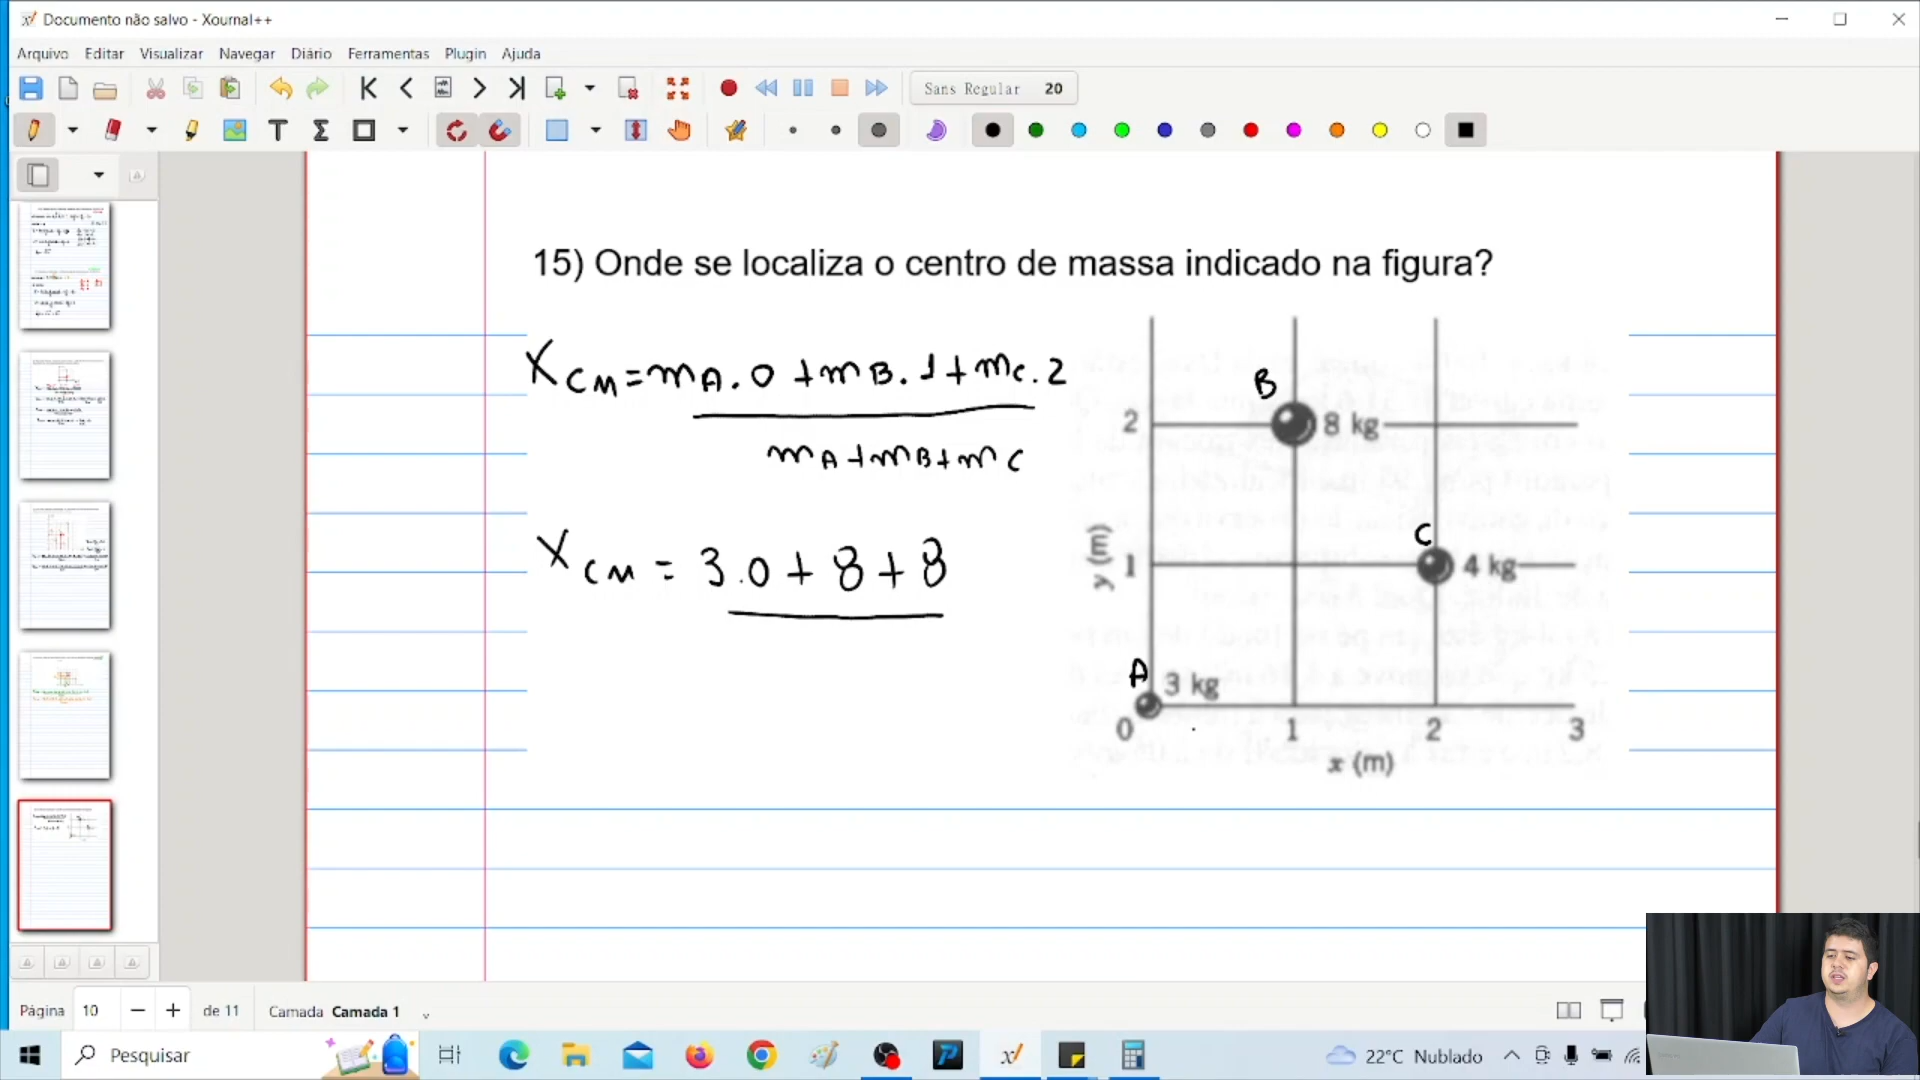 Documento não salvo - Xournal++
Arquivo Editar Visualizar Navegar Diário Ferramentas Plugin Ajuda
Sans Regular 20
15) Onde se localiza o centro de massa indicado na figura?
XCM = mA.0 + mB.1 + mC.2
mA + mB + mC
XCM = 3.0 + 8 + 8
B
2 8 kg
C
y (m) 1 4 kg
A
3 kg
0 1 2 3
x (m)
Página 10 de 11 Camada Camada 1
Pesquisar 22°C Nublado